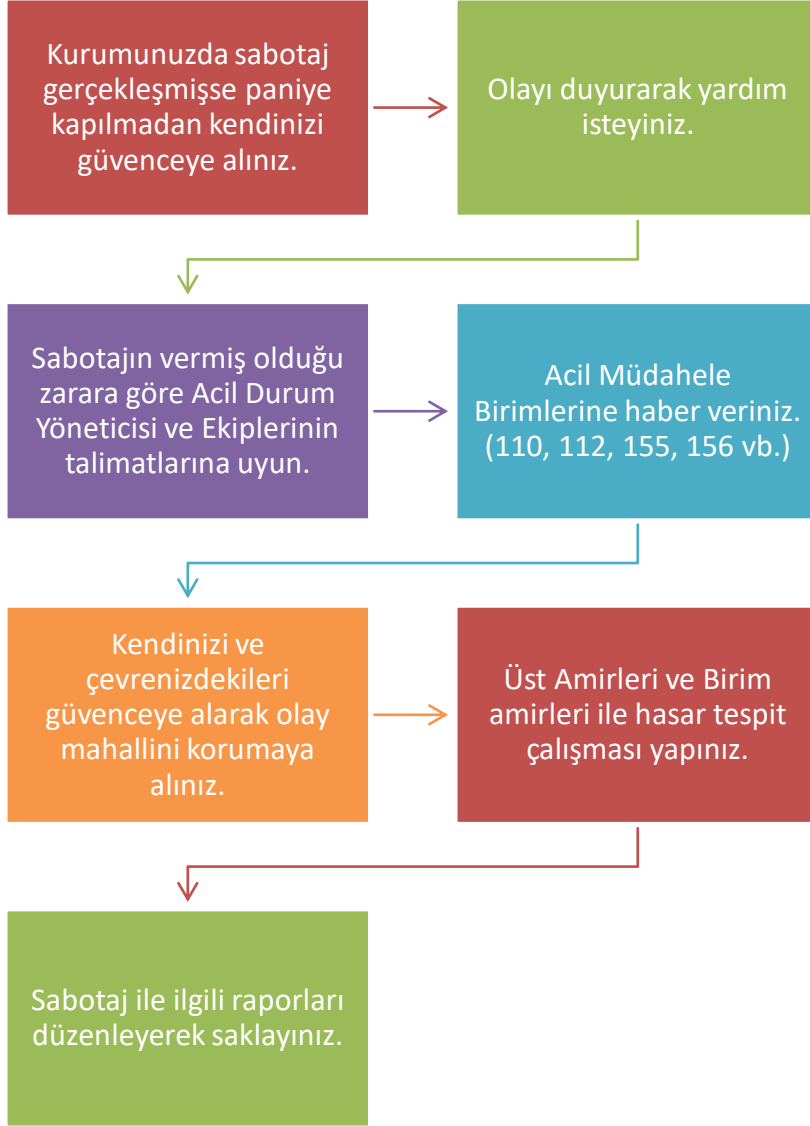 Kurumunuzda sabotaj
gerçekleşmişse paniye
kapılmadan kendinizi
güvenceye alınız.
Olayı duyurarak yardım
isteyiniz.
Sabotajın vermiş olduğu
zarara göre Acil Durum
Yöneticisi ve Ekiplerinin
talimatlarına uyun.
Acil Müdahele
Birimlerine haber veriniz.
(110, 112, 155, 156 vb.)
Kendinizi ve
çevrenizdekileri
güvenceye alarak olay
mahallini korumaya
alınız.
Üst Amirleri ve Birim
amirleri ile hasar tespit
çalışması yapınız.
Sabotaj ile ilgili raporları
düzenleyerek saklayınız.